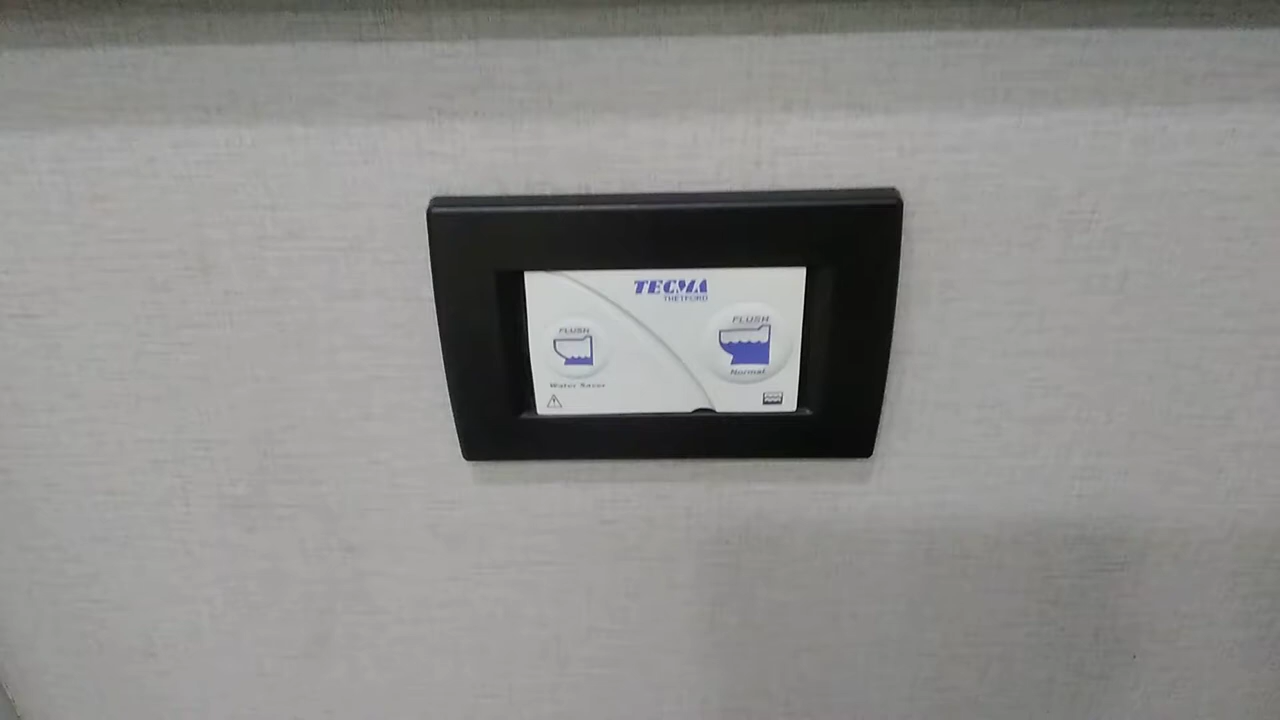 TECMA
THETFORD
FLUSH
Water Saver
FLUSH
Normal